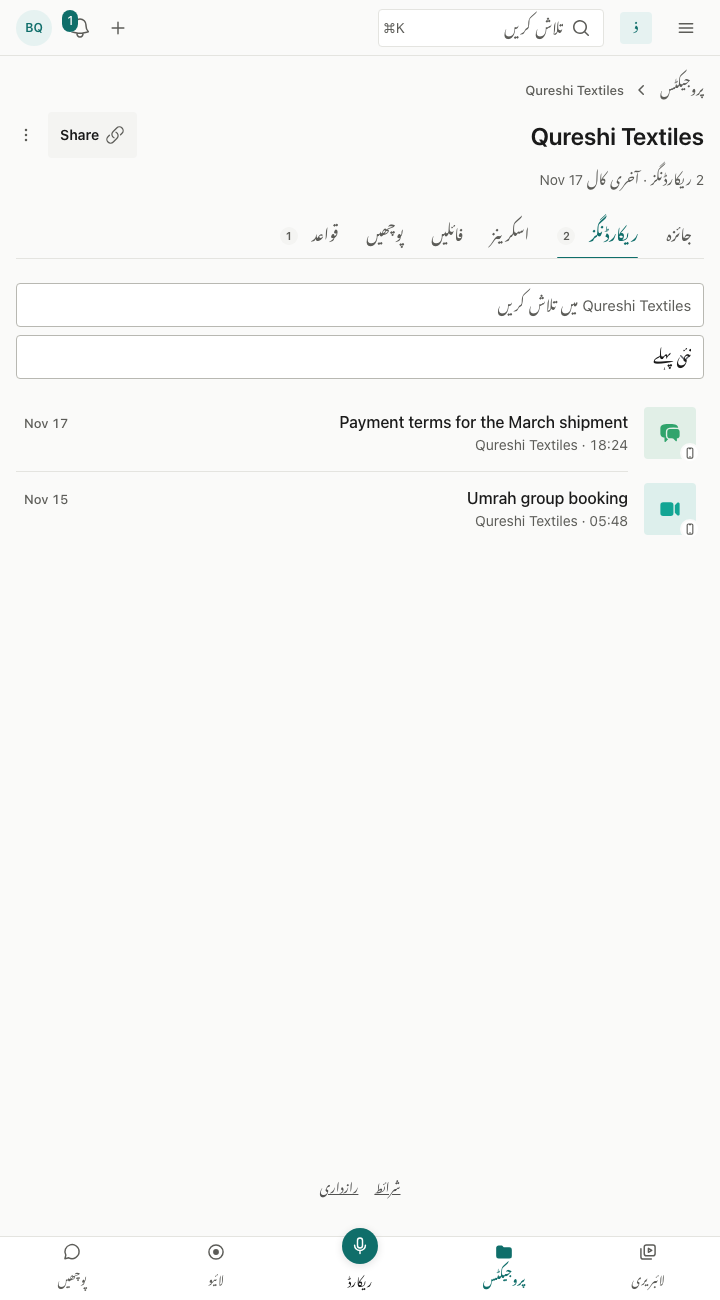 ذ
تلاش کریں ⌘K
1
BQ
پروجیکٹس
Qureshi Textiles
Qureshi Textiles
Share
2 ریکارڈنگز · آخری کال Nov 17
جائزہ
ریکارڈنگز 2
اسکرینز
فائلیں
پوچھیں
قواعد 1
Qureshi Textiles میں تلاش کریں
نئی پہلے
Payment terms for the March shipment
Nov 17
Qureshi Textiles · 18:24
Umrah group booking
Nov 15
Qureshi Textiles · 05:48
شرائط
رازداری
لائبریری
پروجیکٹس
ریکارڈ
لائیو
پوچھیں